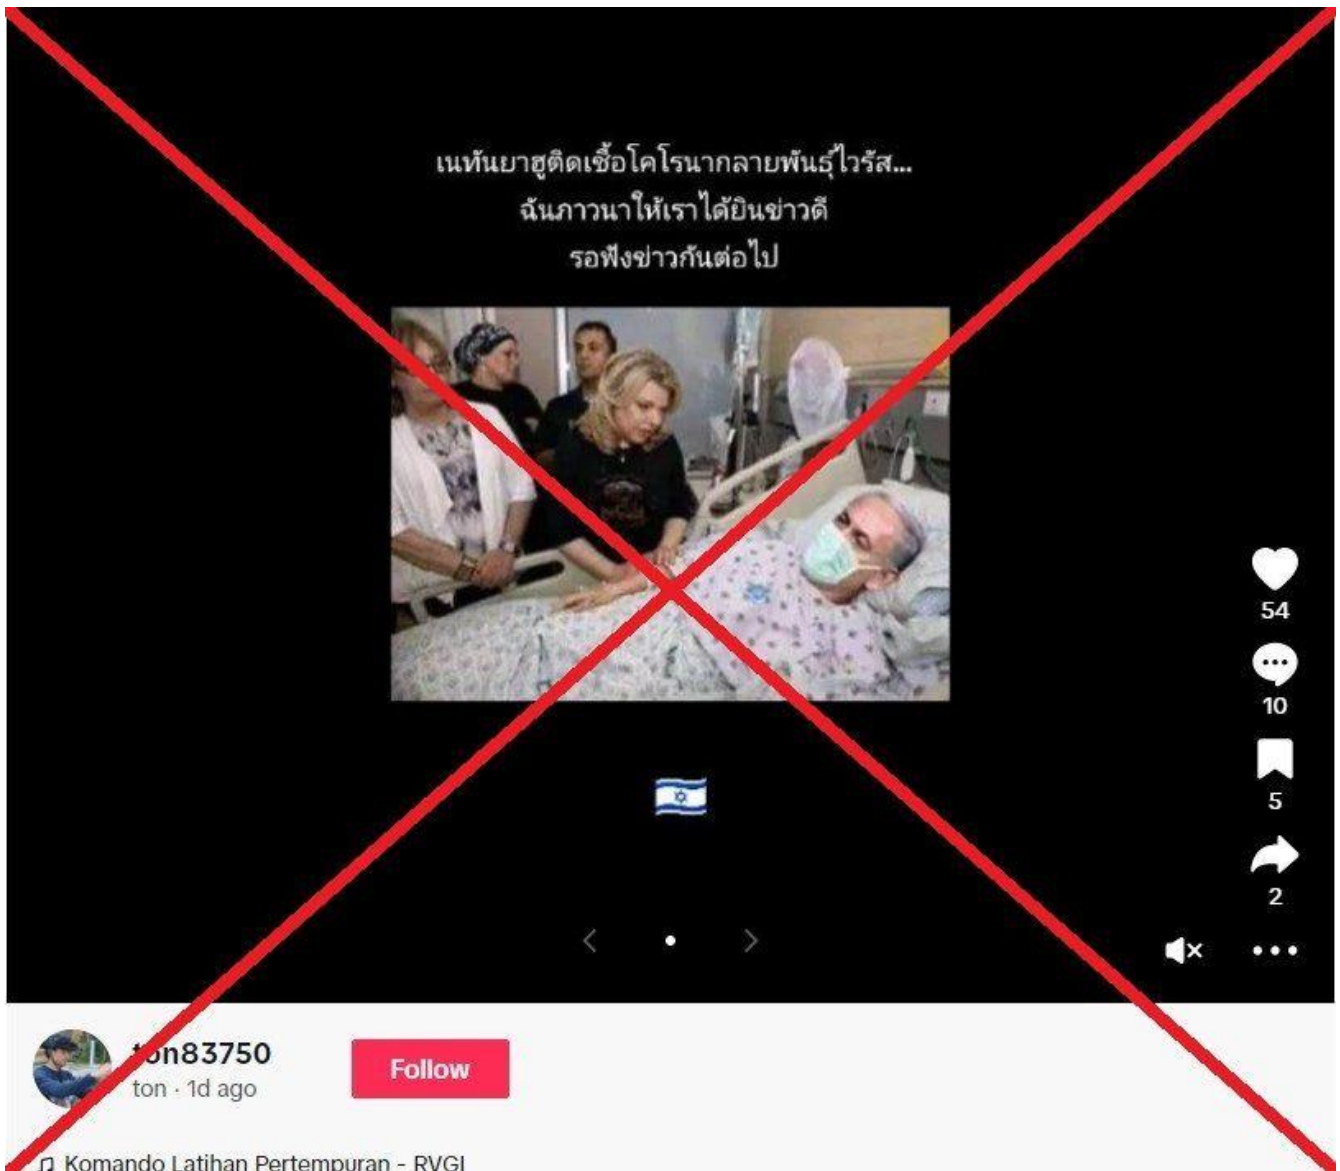 เนทันยาฮูติดเชื้อโคโรนากลายพันธุ์ไวรัส...
ฉันภาวนาให้เราได้ยินข่าวดี
รอฟังข่าวกันต่อไป
54
10
5
2
ton83750
ton · 1d ago
Follow
Komando Latihan Pertempuran - RVGI